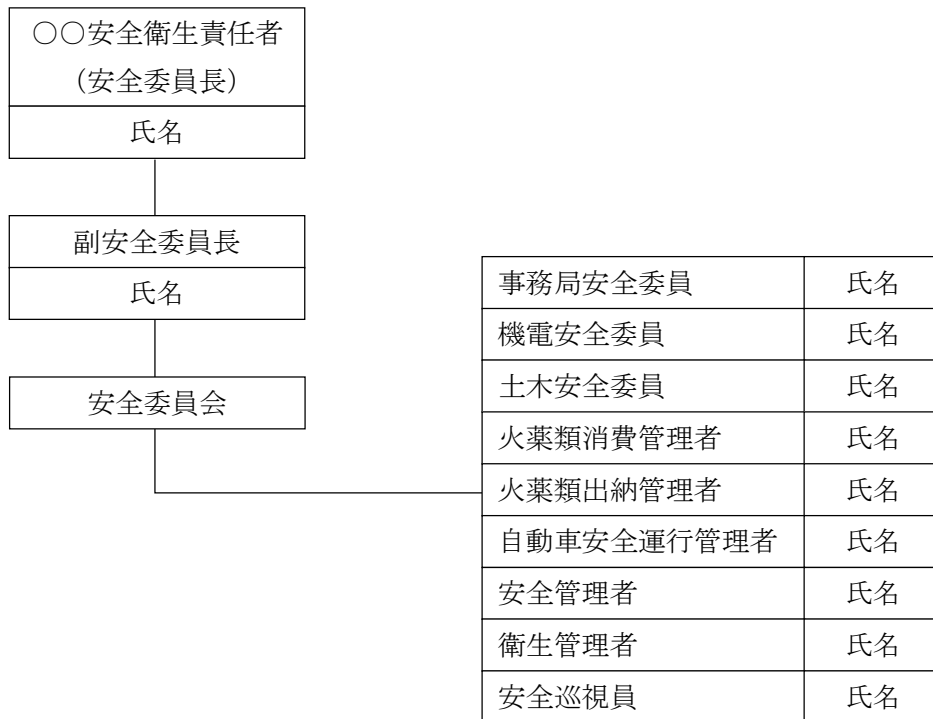 ○○安全衛生責任者
(安全委員長)
氏名
副安全委員長
氏名
安全委員会
事務局安全委員 氏名
機電安全委員 氏名
土木安全委員 氏名
火薬類消費管理者 氏名
火薬類出納管理者 氏名
自動車安全運行管理者 氏名
安全管理者 氏名
衛生管理者 氏名
安全巡視員 氏名